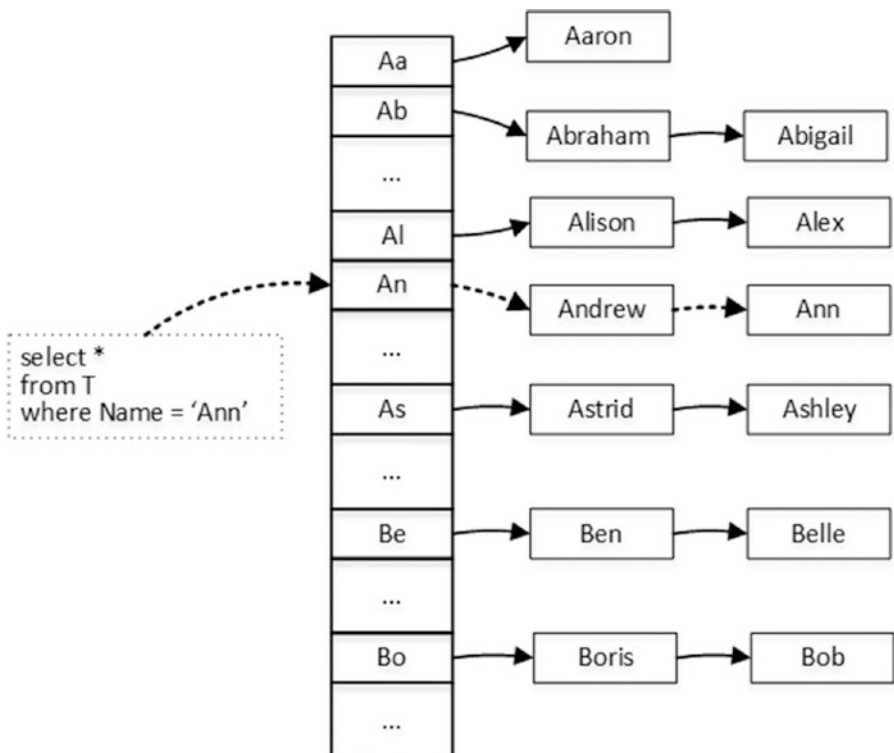 Aa
Aaron
Ab
Abraham
Abigail
...
Al
Alison
Alex
An
Andrew
Ann
select *
from T
where Name = ‘Ann’
...
As
Astrid
Ashley
...
Be
Ben
Belle
...
Bo
Boris
Bob
...